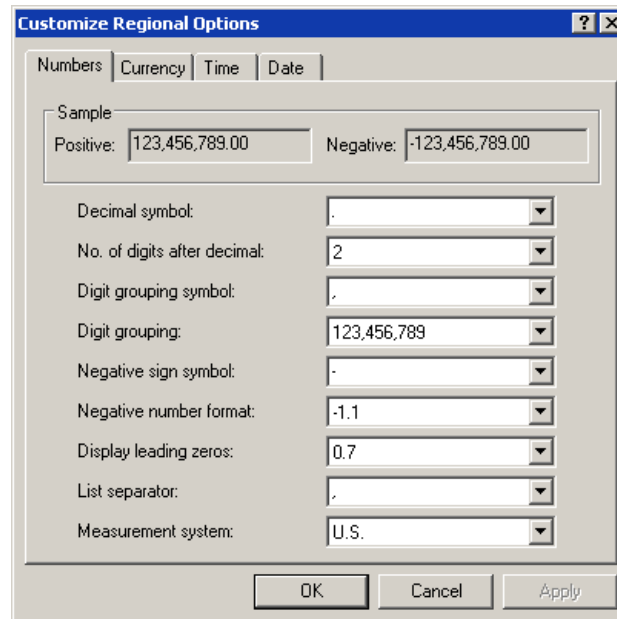 Customize Regional Options
Numbers Currency Time Date
Sample
Positive: 123,456,789.00 Negative: -123,456,789.00
Decimal symbol: .
No. of digits after decimal: 2
Digit grouping symbol: ,
Digit grouping: 123,456,789
Negative sign symbol: -
Negative number format: -1.1
Display leading zeros: 0.7
List separator: ,
Measurement system: U.S.
OK Cancel Apply